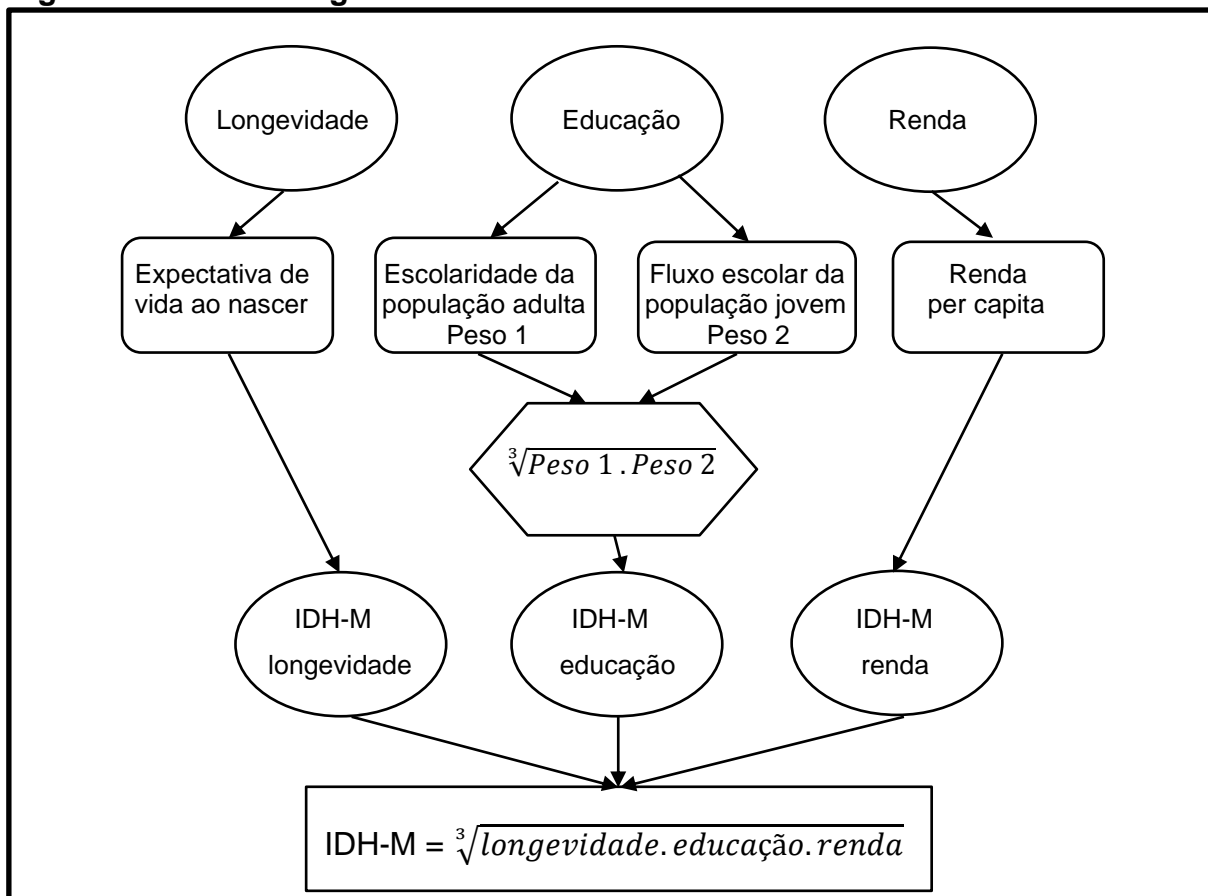 Longevidade
Educação
Renda
Expectativa de
vida ao nascer
Escolaridade da
população adulta
Peso 1
Fluxo escolar da
população jovem
Peso 2
Renda
per capita
∛Peso 1 . Peso 2
IDH-M
longevidade
IDH-M
educação
IDH-M
renda
IDH-M = ∛longevidade. educação. renda